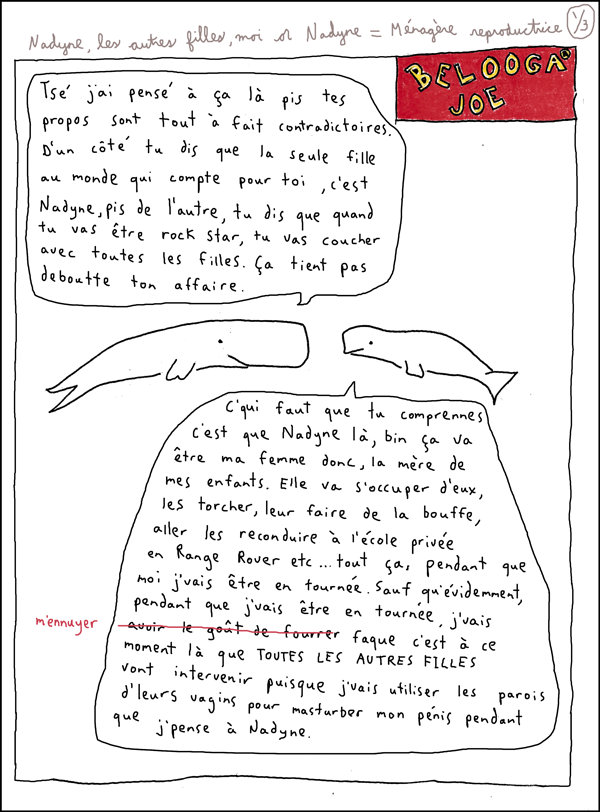 Nadyne, les autres filles, moi et Nadyne = Ménagère reproductrice 1/3
BELOOGA
JOE
Tsé j'ai pensé à ça là pis tes
propos sont tout à fait contradictoires.
D'un côté tu dis que la seule fille
au monde qui compte pour toi, c'est
Nadyne, pis de l'autre, tu dis que quand
tu vas être rock star, tu vas coucher
avec toutes les filles. Ça tient pas
deboutte ton affaire.
C'qui faut que tu comprennes
c'est que Nadyne là, bin ça va
être ma femme donc, la mère de
mes enfants. Elle va s'occuper d'eux,
les torcher, leur faire de la bouffe,
aller les reconduire à l'école privée
en Range Rover etc... tout ça, pendant que
moi j'vais être en tournée. Sauf qu'évidemment,
pendant que j'vais être en tournée, j'vais
m'ennuyer avoir le goût de fourrer faque c'est à ce
moment là que TOUTES LES AUTRES FILLES
vont intervenir puisque j'vais utiliser les parois
d'leurs vagins pour masturber mon pénis pendant
que j'pense à Nadyne.